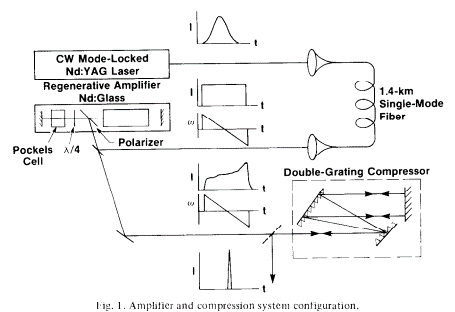 I
t
CW Mode-Locked
Nd:YAG Laser
Regenerative Amplifier
Nd:Glass
I
t
1.4-km
Single-Mode
Fiber
ω
t
Pockels
Cell
λ/4
Polarizer
I
t
Double-Grating Compressor
ω
t
I
t
Fig. 1. Amplifier and compression system configuration.